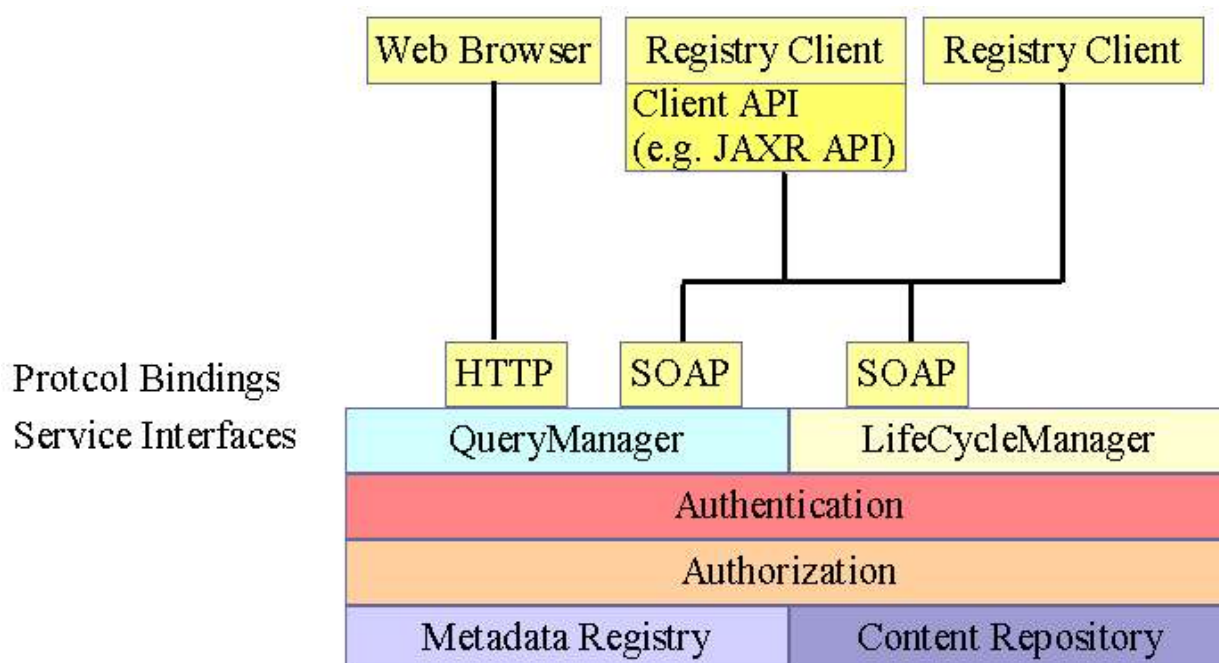 Web Browser
Registry Client
Registry Client
Client API
(e.g. JAXR API)
Protcol Bindings
HTTP
SOAP
SOAP
Service Interfaces
QueryManager
LifeCycleManager
Authentication
Authorization
Metadata Registry
Content Repository